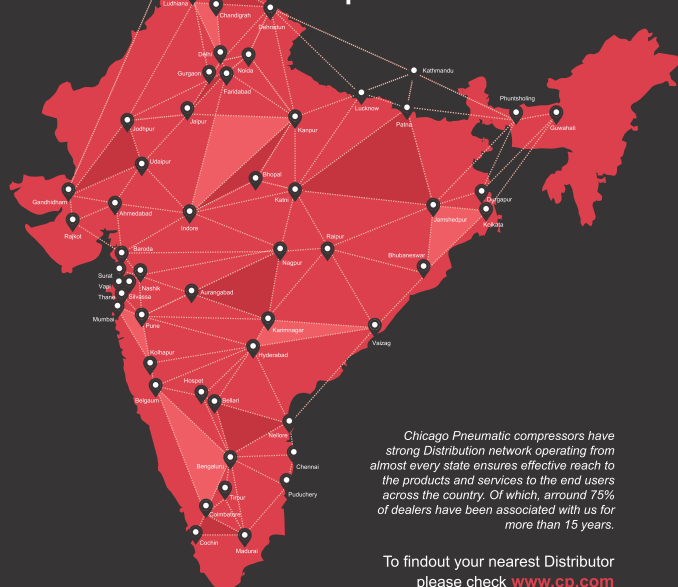 Ludhiana
Chandigrah
Dehradun
Delhi
Noida
Gurgaon
Faridabad
Kathmandu
Lucknow
Phuntsholing
Jaipur
Patna
Guwahati
Jodhpur
Kanpur
Udaipur
Bhopal
Gandhidham
Katni
Durgapur
Ahmedabad
Indore
Jamshedpur
Kolkatta
Rajkot
Raipur
Baroda
Bhubaneswar
Nagpur
Surat
Vapi
Nashik
Aurangabad
Thane
Silvassa
Mumbai
Pune
Karimnagar
Vaizag
Kolhapur
Hyderabad
Hospet
Belgaum
Bellari
Nellore
Bengaluru
Chennai
Tirpur
Puduchery
Coimbatore
Cochin
Madurai
Chicago Pneumatic compressors have
strong Distribution network operating from
almost every state ensures effective reach to
the products and services to the end users
across the country. Of which, arround 75%
of dealers have been associated with us for
more than 15 years.
To findout your nearest Distributor
please check www.cp.com